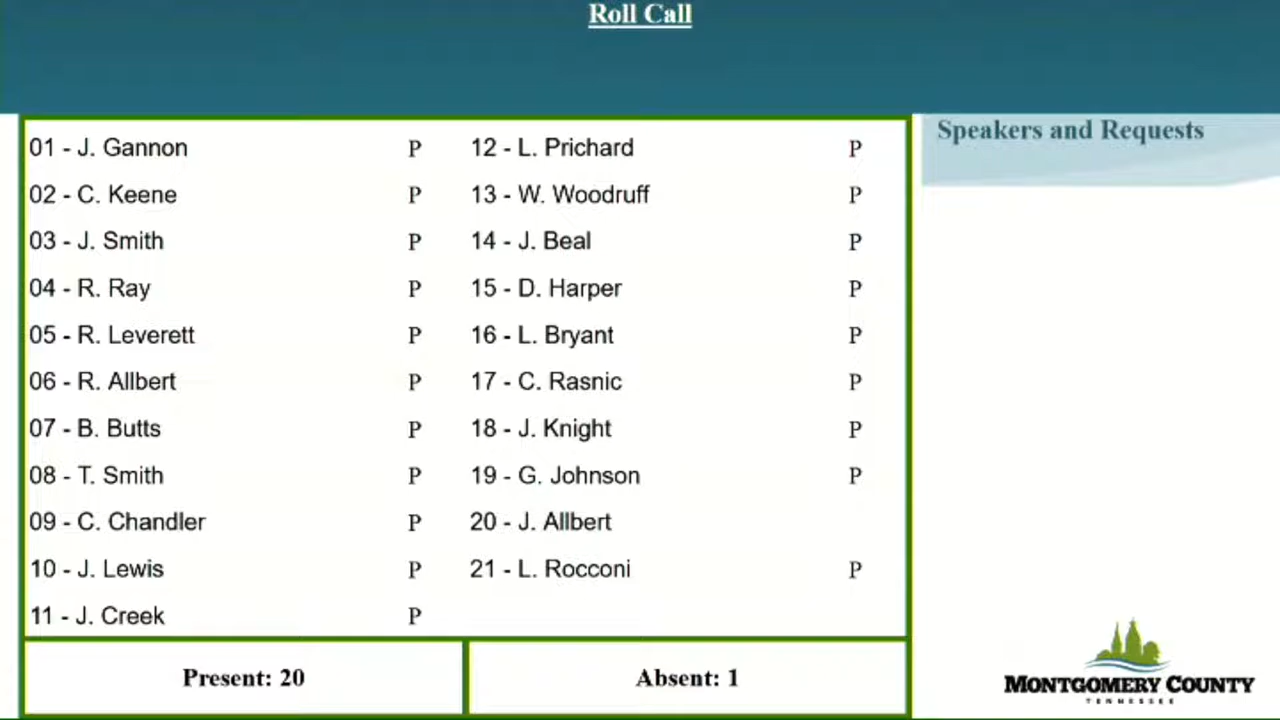 Roll Call
01 - J. Gannon P
02 - C. Keene P
03 - J. Smith P
04 - R. Ray P
05 - R. Leverett P
06 - R. Allbert P
07 - B. Butts P
08 - T. Smith P
09 - C. Chandler P
10 - J. Lewis P
11 - J. Creek P
12 - L. Prichard P
13 - W. Woodruff P
14 - J. Beal P
15 - D. Harper P
16 - L. Bryant P
17 - C. Rasnic P
18 - J. Knight P
19 - G. Johnson P
20 - J. Allbert
21 - L. Rocconi P
Present: 20
Absent: 1
Speakers and Requests
MONTGOMERY COUNTY
TENNESSEE